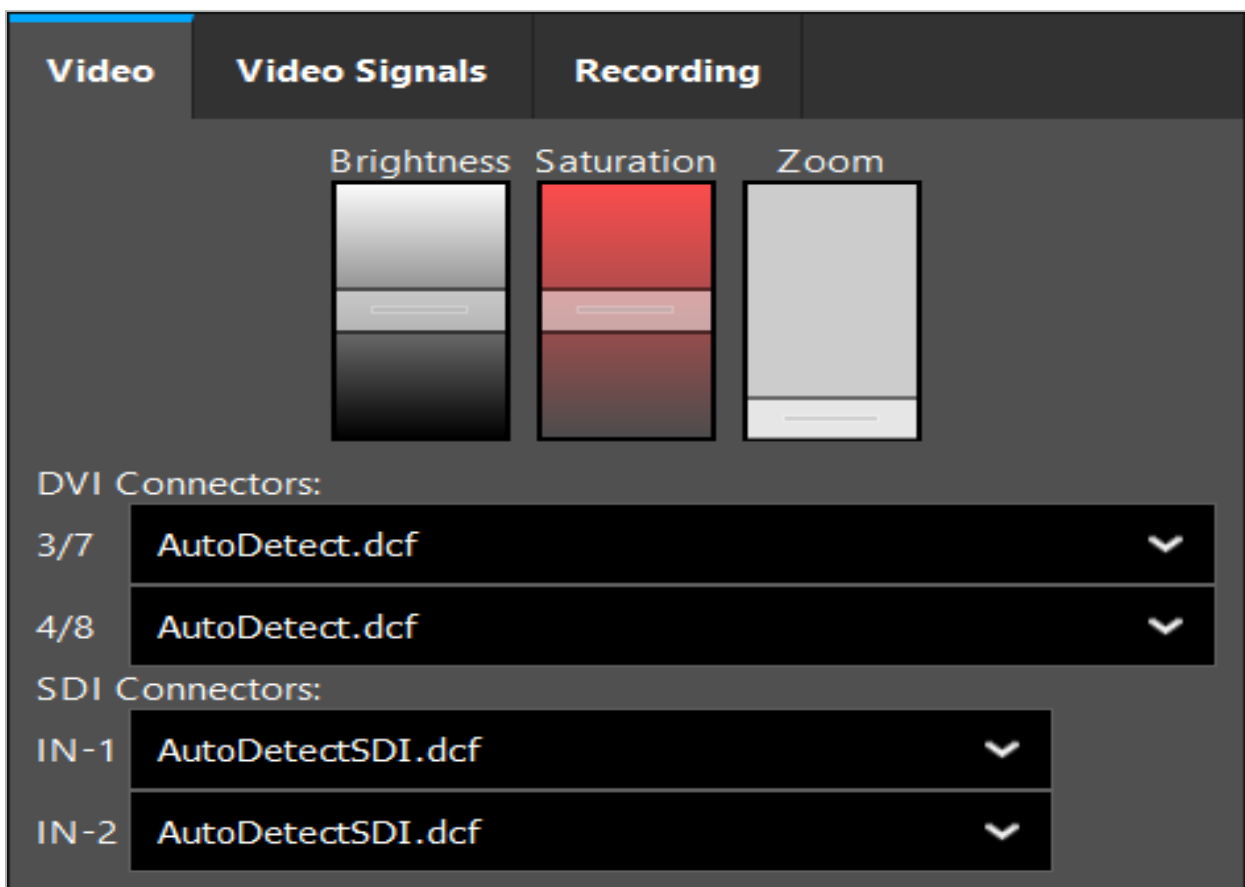 Video Video Signals Recording
Brightness Saturation Zoom
DVI Connectors:
3/7 AutoDetect.dcf
4/8 AutoDetect.dcf
SDI Connectors:
IN-1 AutoDetectSDI.dcf
IN-2 AutoDetectSDI.dcf